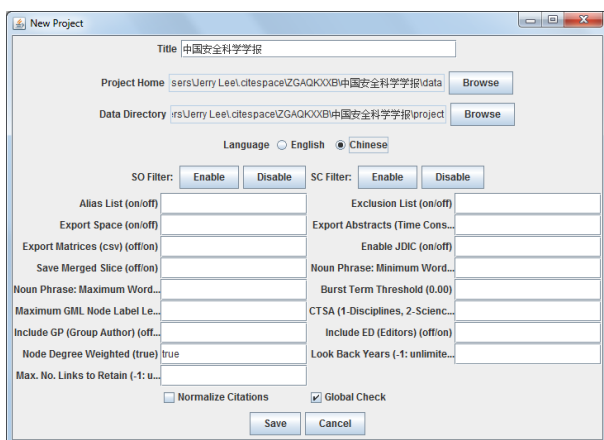 New Project
Title 中国安全科学学报
Project Home sers\Jerry Lee\.citespace\ZGAQKXXB\中国安全科学学报\data Browse
Data Directory ers\Jerry Lee\.citespace\ZGAQKXXB\中国安全科学学报\project Browse
Language English Chinese
SO Filter: Enable Disable SC Filter: Enable Disable
Alias List (on/off) Exclusion List (on/off)
Export Space (on/off) Export Abstracts (Time Cons...
Export Matrices (csv) (off/on) Enable JDIC (on/off)
Save Merged Slice (off/on) Noun Phrase: Minimum Word...
Noun Phrase: Maximum Word... Burst Term Threshold (0.00)
Maximum GML Node Label Le... CTSA (1-Disciplines, 2-Scienc...
Include GP (Group Author) (off... Include ED (Editors) (off/on)
Node Degree Weighted (true) true Look Back Years (-1: unlimite...
Max. No. Links to Retain (-1: u...
Normalize Citations Global Check
Save Cancel